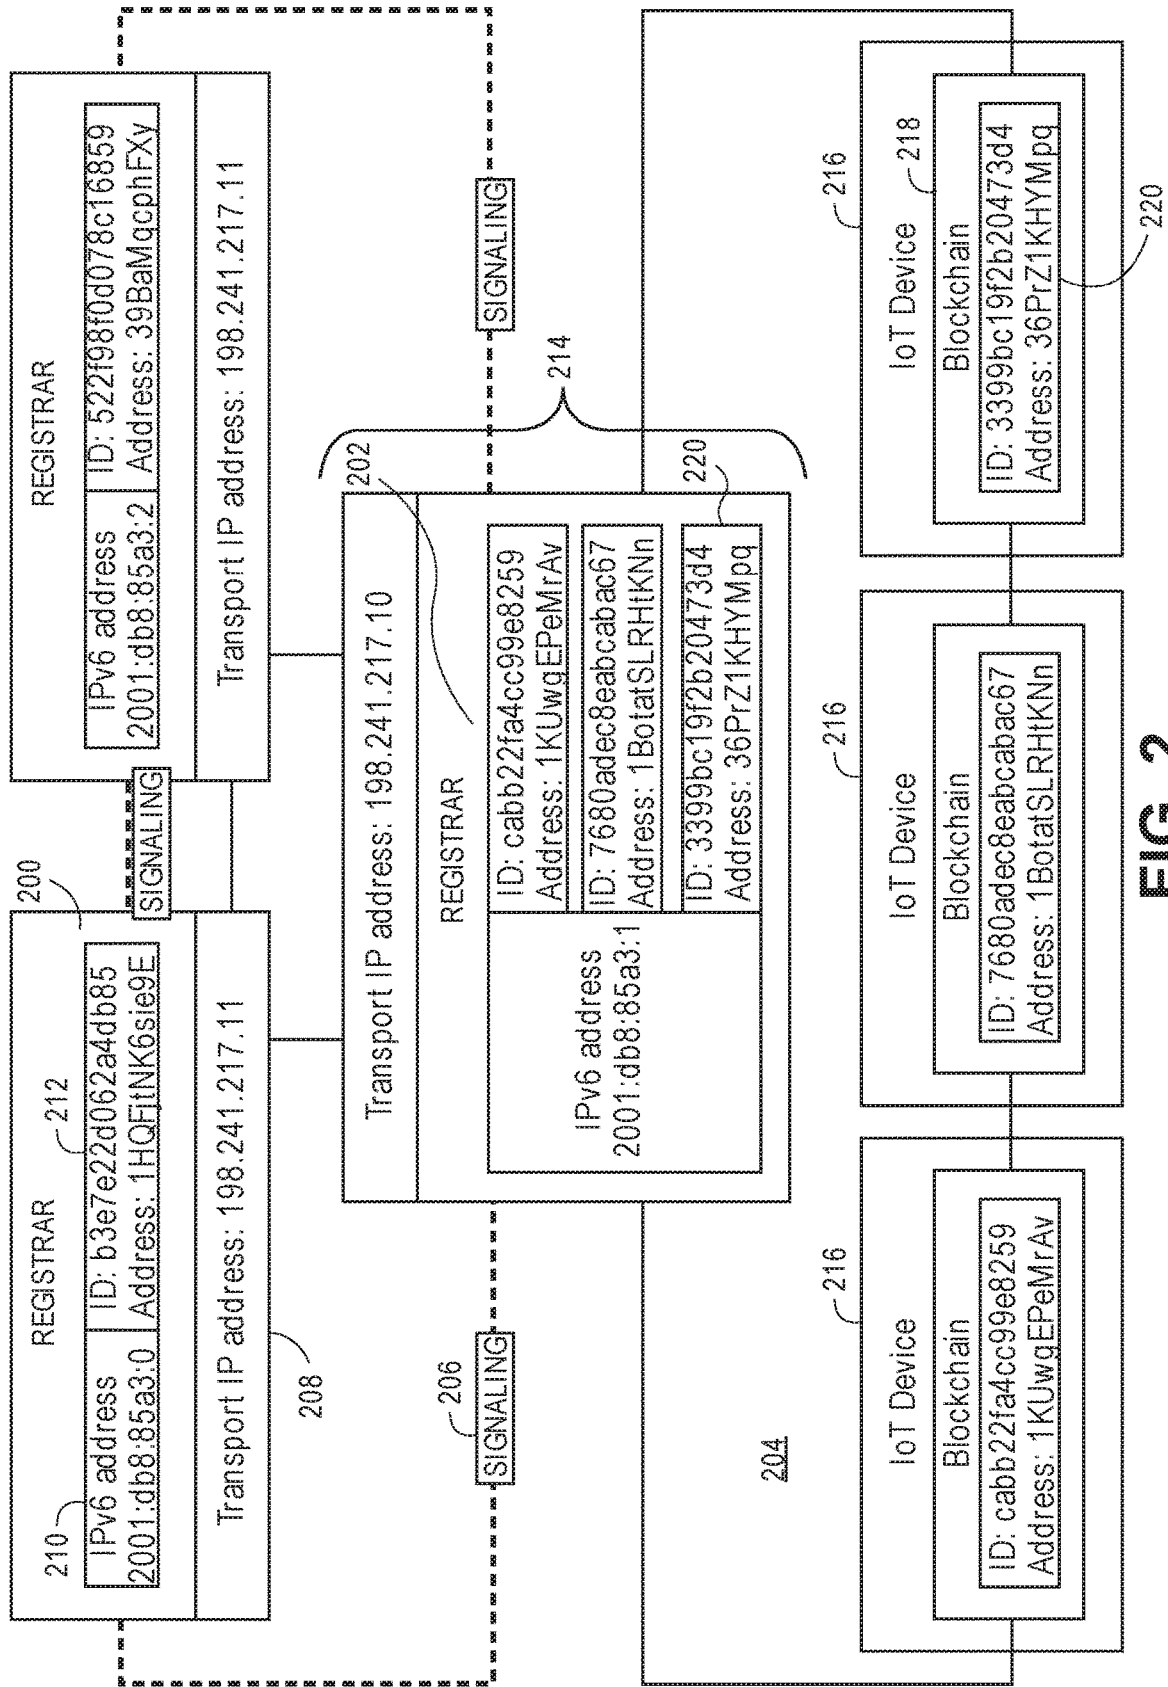 REGISTRAR
200
210
212
IPv6 address
2001:db8:85a3:0
ID: b3e7e22d062a4db85
Address: 1HQFitNK6sie9E
Transport IP address: 198.241.217.11
208
SIGNALING
REGISTRAR
IPv6 address
2001:db8:85a3:2
ID: 522f98f0d078c16859
Address: 39BaMqcphFXy
Transport IP address: 198.241.217.11
206
SIGNALING
SIGNALING
202
214
Transport IP address: 198.241.217.10
REGISTRAR
IPv6 address
2001:db8:85a3:1
ID: cabb22fa4cc99e8259
Address: 1KUwgEPeMrAv
ID: 7680adec8eabcabac67
Address: 1BotatSLRHtKNn
220
ID: 3399bc19f2b20473d4
Address: 36PrZ1KHYMpq
204
216
IoT Device
Blockchain
ID: cabb22fa4cc99e8259
Address: 1KUwgEPeMrAv
216
IoT Device
Blockchain
ID: 7680adec8eabcabac67
Address: 1BotatSLRHtKNn
216
IoT Device
218
Blockchain
ID: 3399bc19f2b20473d4
Address: 36PrZ1KHYMpq
220
FIG. 2